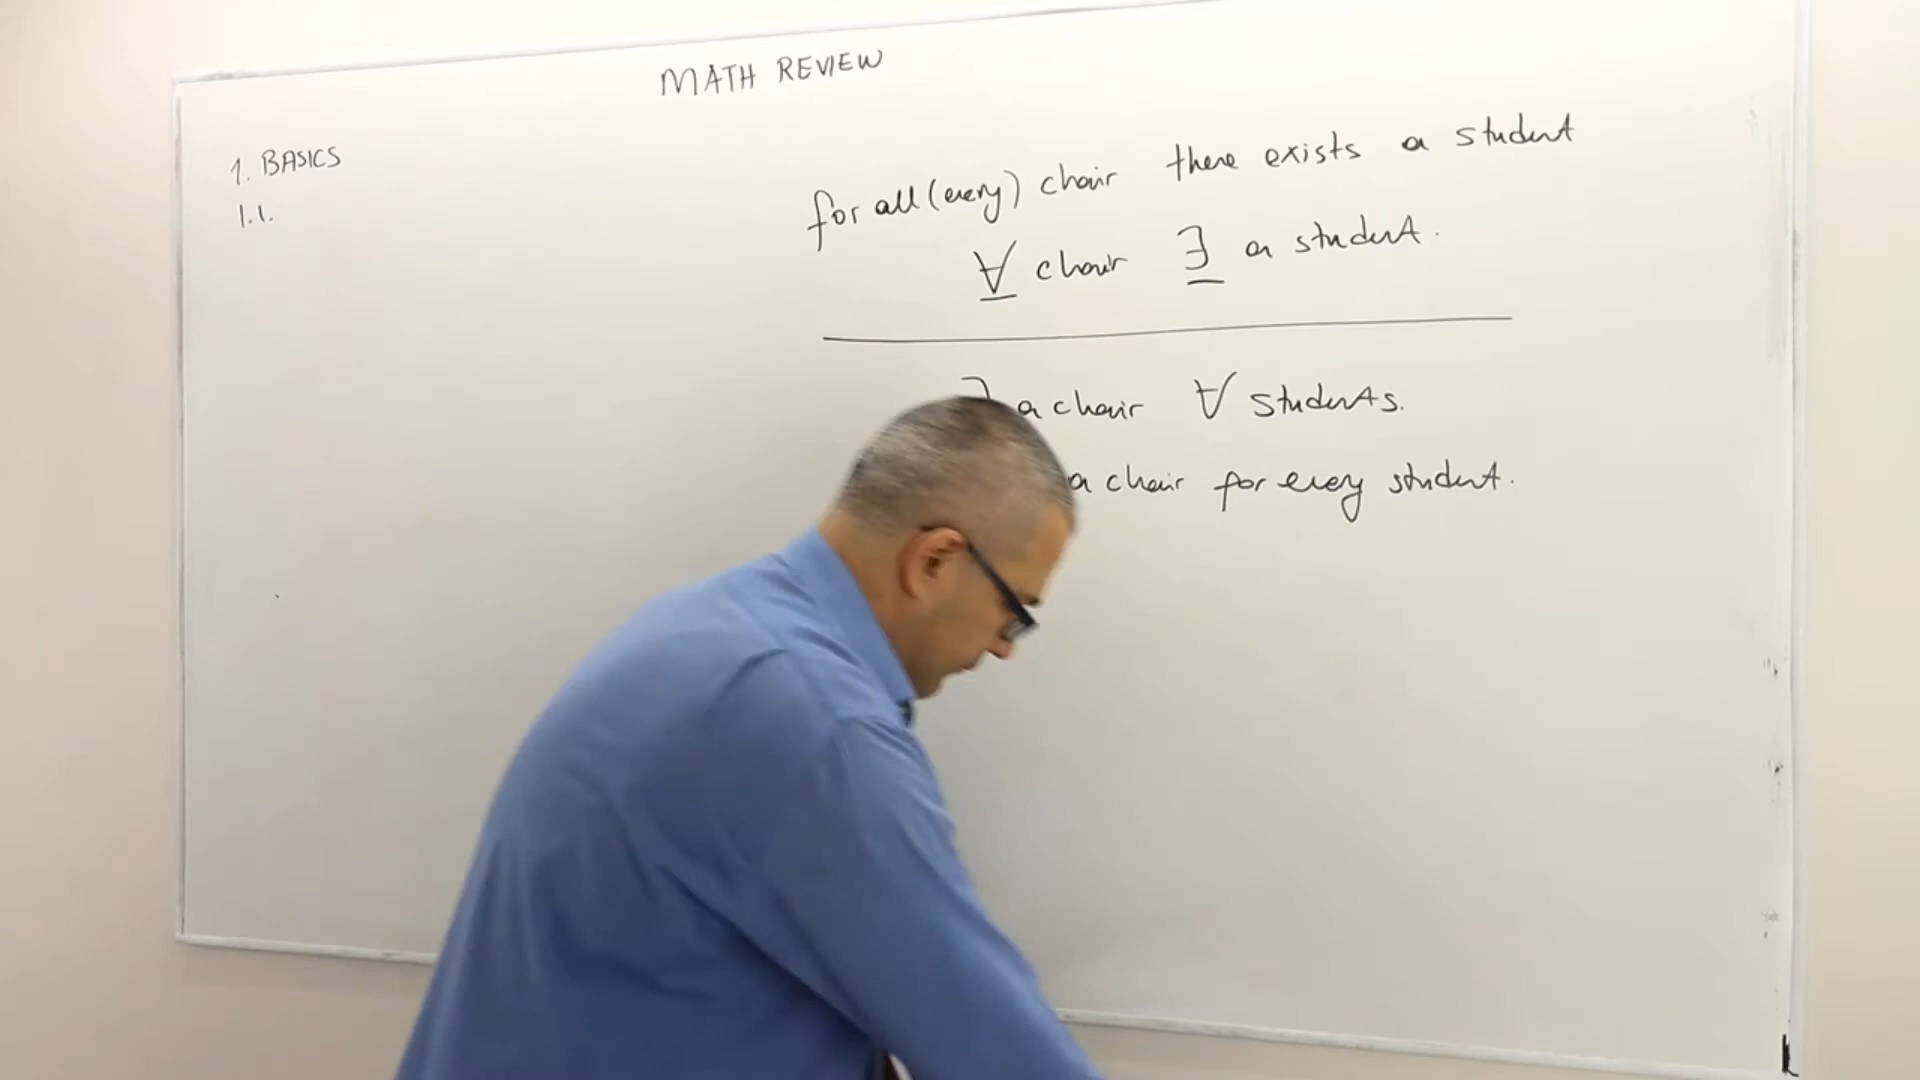 MATH REVIEW
1. BASICS
1.1.
for all (every) chair there exists a student
∀ chair ∃ a student.
∃ a chair ∀ students.
a chair for every student.